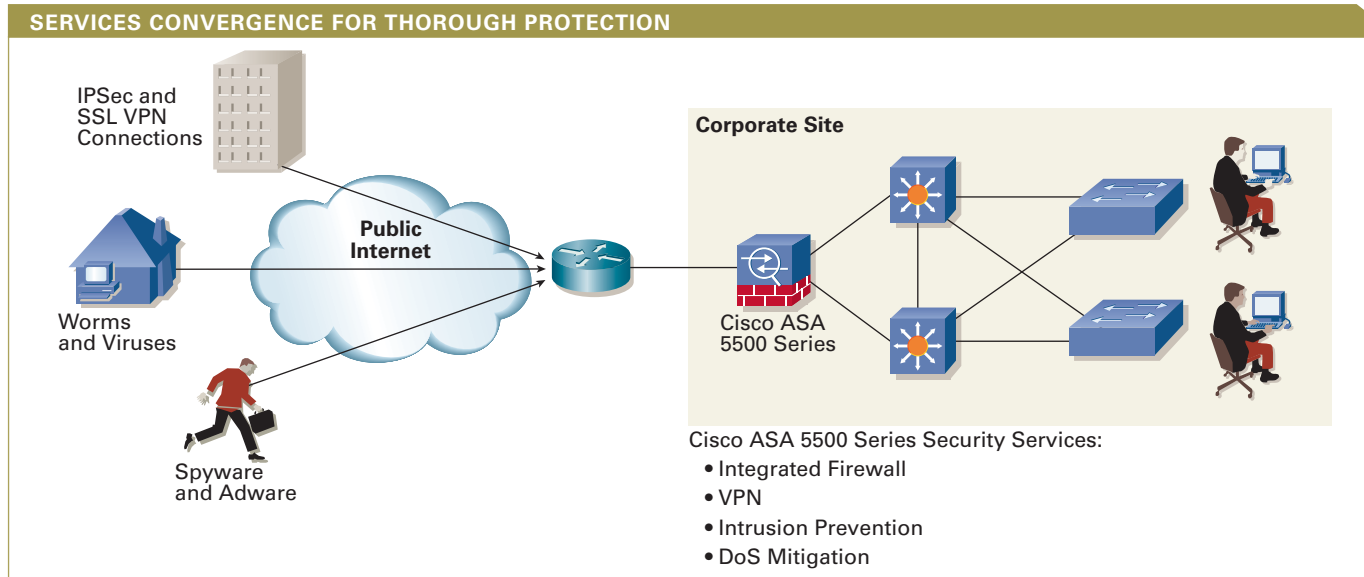 SERVICES CONVERGENCE FOR THOROUGH PROTECTION
IPSec and
SSL VPN
Connections
Public
Internet
Worms
and Viruses
Spyware
and Adware
Corporate Site
Cisco ASA
5500 Series
Cisco ASA 5500 Series Security Services:
• Integrated Firewall
• VPN
• Intrusion Prevention
• DoS Mitigation